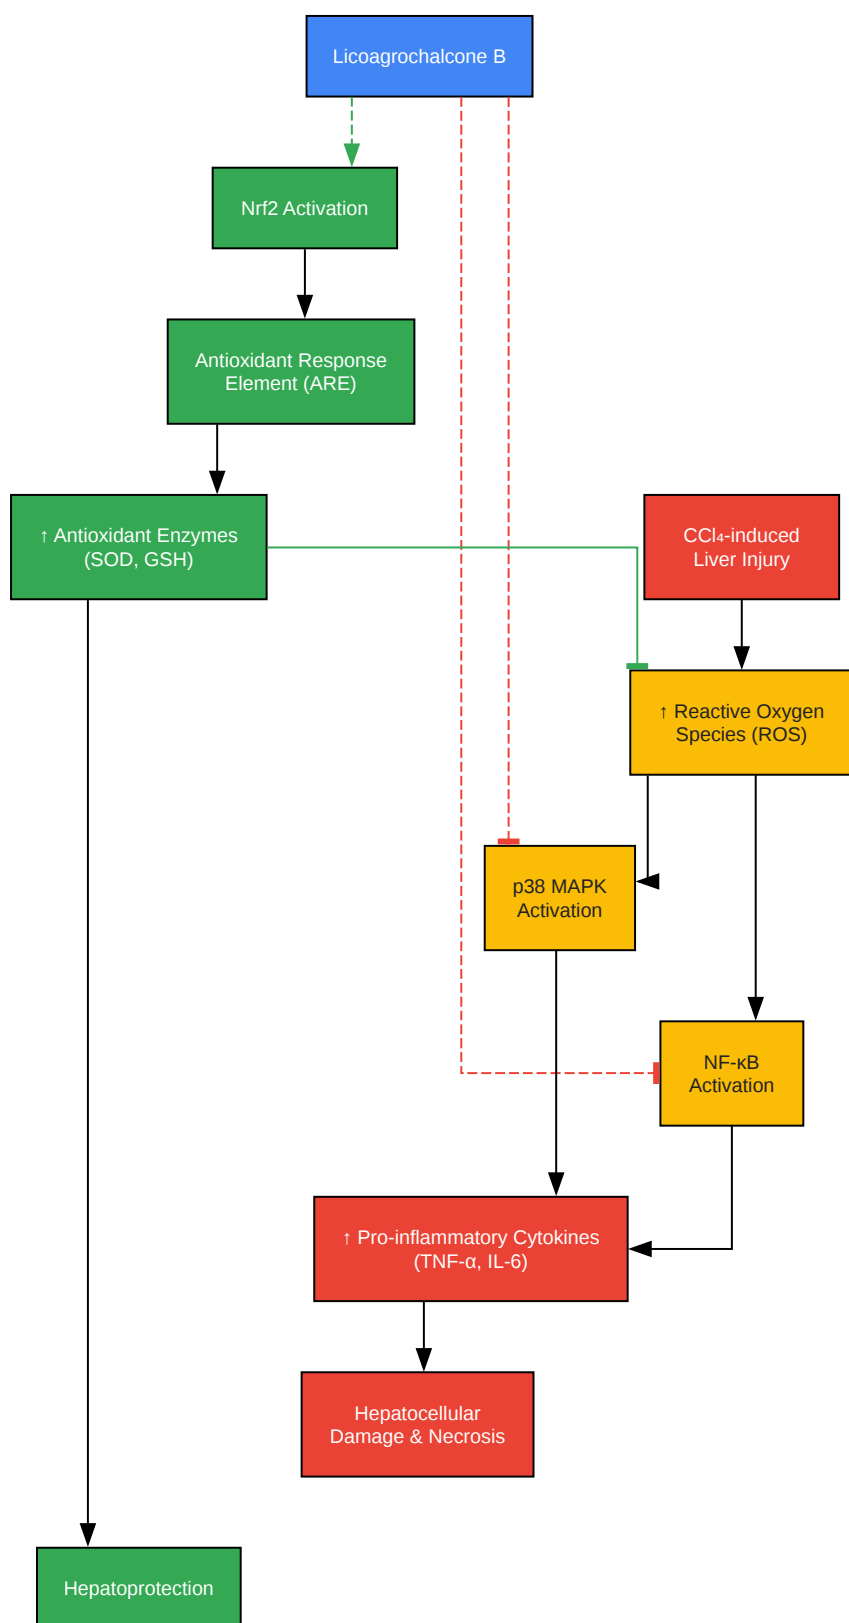 Licoagrochalcone B
Nrf2 Activation
Antioxidant Response
Element (ARE)
↑ Antioxidant Enzymes
(SOD, GSH)
CCl₄-induced
Liver Injury
↑ Reactive Oxygen
Species (ROS)
p38 MAPK
Activation
NF-κB
Activation
↑ Pro-inflammatory Cytokines
(TNF-α, IL-6)
Hepatocellular
Damage & Necrosis
Hepatoprotection